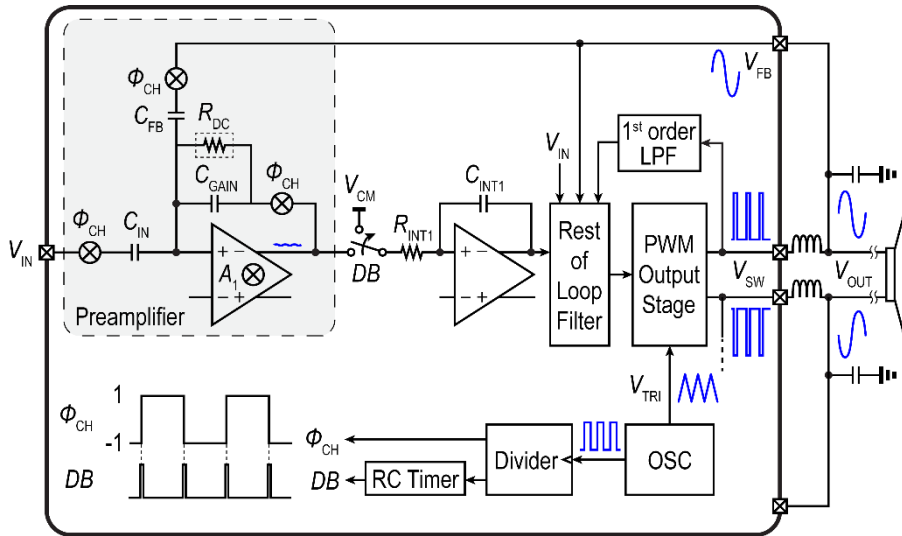 V_FB
Φ_CH
C_FB
R_DC
C_GAIN
Φ_CH
V_CM
C_INT1
V_IN
1st order
LPF
Φ_CH
C_IN
V_IN
R_INT1
DB
A_1
+ -
- +
+ -
- +
Preamplifier
Rest
of
Loop
Filter
PWM
Output
Stage
V_SW
V_OUT
V_TRI
Φ_CH
1
-1
DB
Φ_CH
DB
RC Timer
Divider
OSC